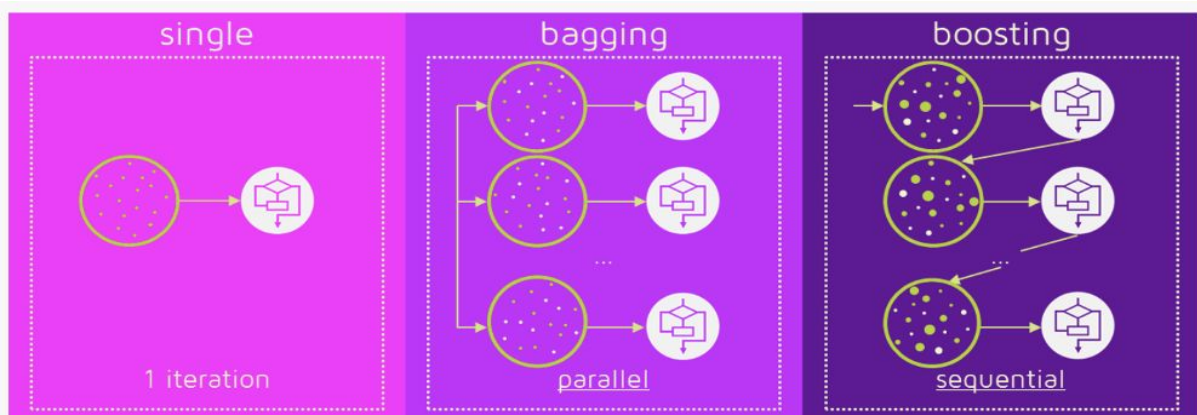 single
1 iteration
bagging
...
parallel
boosting
...
sequential